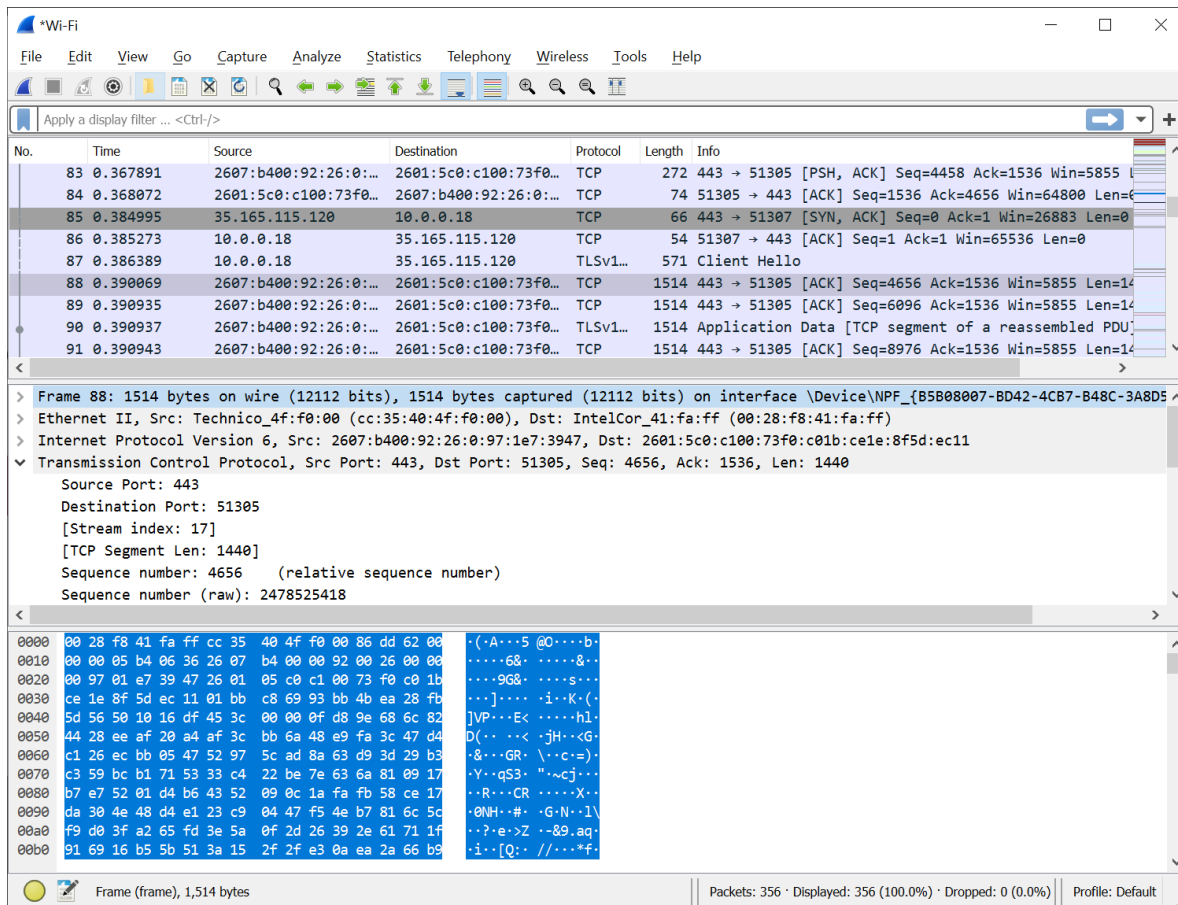 *Wi-Fi
File Edit View Go Capture Analyze Statistics Telephony Wireless Tools Help
Apply a display filter ... <Ctrl-/>
No. Time Source Destination Protocol Length Info
83 0.367891 2607:b400:92:26:0:… 2601:5c0:c100:73f0… TCP 272 443 → 51305 [PSH, ACK] Seq=4458 Ack=1536 Win=5855 L
84 0.368072 2601:5c0:c100:73f0… 2607:b400:92:26:0:… TCP 74 51305 → 443 [ACK] Seq=1536 Ack=4656 Win=64800 Len=0
85 0.384995 35.165.115.120 10.0.0.18 TCP 66 443 → 51307 [SYN, ACK] Seq=0 Ack=1 Win=26883 Len=0
86 0.385273 10.0.0.18 35.165.115.120 TCP 54 51307 → 443 [ACK] Seq=1 Ack=1 Win=65536 Len=0
87 0.386389 10.0.0.18 35.165.115.120 TLSv1… 571 Client Hello
88 0.390069 2607:b400:92:26:0:… 2601:5c0:c100:73f0… TCP 1514 443 → 51305 [ACK] Seq=4656 Ack=1536 Win=5855 Len=14
89 0.390935 2607:b400:92:26:0:… 2601:5c0:c100:73f0… TCP 1514 443 → 51305 [ACK] Seq=6096 Ack=1536 Win=5855 Len=14
90 0.390937 2607:b400:92:26:0:… 2601:5c0:c100:73f0… TLSv1… 1514 Application Data [TCP segment of a reassembled PDU]
91 0.390943 2607:b400:92:26:0:… 2601:5c0:c100:73f0… TCP 1514 443 → 51305 [ACK] Seq=8976 Ack=1536 Win=5855 Len=14
Frame 88: 1514 bytes on wire (12112 bits), 1514 bytes captured (12112 bits) on interface \Device\NPF_{B5B08007-BD42-4CB7-B48C-3A8D5
Ethernet II, Src: Technico_4f:f0:00 (cc:35:40:4f:f0:00), Dst: IntelCor_41:fa:ff (00:28:f8:41:fa:ff)
Internet Protocol Version 6, Src: 2607:b400:92:26:0:97:1e7:3947, Dst: 2601:5c0:c100:73f0:c01b:ce1e:8f5d:ec11
Transmission Control Protocol, Src Port: 443, Dst Port: 51305, Seq: 4656, Ack: 1536, Len: 1440
Source Port: 443
Destination Port: 51305
[Stream index: 17]
[TCP Segment Len: 1440]
Sequence number: 4656 (relative sequence number)
Sequence number (raw): 2478525418
0000 00 28 f8 41 fa ff cc 35 40 4f f0 00 86 dd 62 00 ·(·A···5 @O····b·
0010 00 00 05 b4 06 36 26 07 b4 00 00 92 00 26 00 00 ·····6&· ·····&··
0020 00 97 01 e7 39 47 26 01 05 c0 c1 00 73 f0 c0 1b ····9G&· ····s···
0030 ce 1e 8f 5d ec 11 01 bb c8 69 93 bb 4b ea 28 fb ···]···· ·i··K·(·
0040 5d 56 50 10 16 df 45 3c 00 00 0f d8 9e 68 6c 82 ]VP···E< ·····hl·
0050 44 28 ee af 20 a4 af 3c bb 6a 48 e9 fa 3c 47 d4 D(·· ··< ·jH··<G·
0060 c1 26 ec bb 05 47 52 97 5c ad 8a 63 d9 3d 29 b3 ·&···GR· \··c·=)·
0070 c3 59 bc b1 71 53 33 c4 22 be 7e 63 6a 81 09 17 ·Y··qS3· "·~cj···
0080 b7 e7 52 01 d4 b6 43 52 09 0c 1a fa fb 58 ce 17 ··R···CR ·····X··
0090 da 30 4e 48 d4 e1 23 c9 04 47 f5 4e b7 81 6c 5c ·0NH··#· ·G·N··l\
00a0 f9 d0 3f a2 65 fd 3e 5a 0f 2d 26 39 2e 61 71 1f ··?·e·>Z ·-&9.aq·
00b0 91 69 16 b5 5b 51 3a 15 2f 2f e3 0a ea 2a 66 b9 ·i··[Q:· //···*f·
Frame (frame), 1,514 bytes Packets: 356 · Displayed: 356 (100.0%) · Dropped: 0 (0.0%) Profile: Default